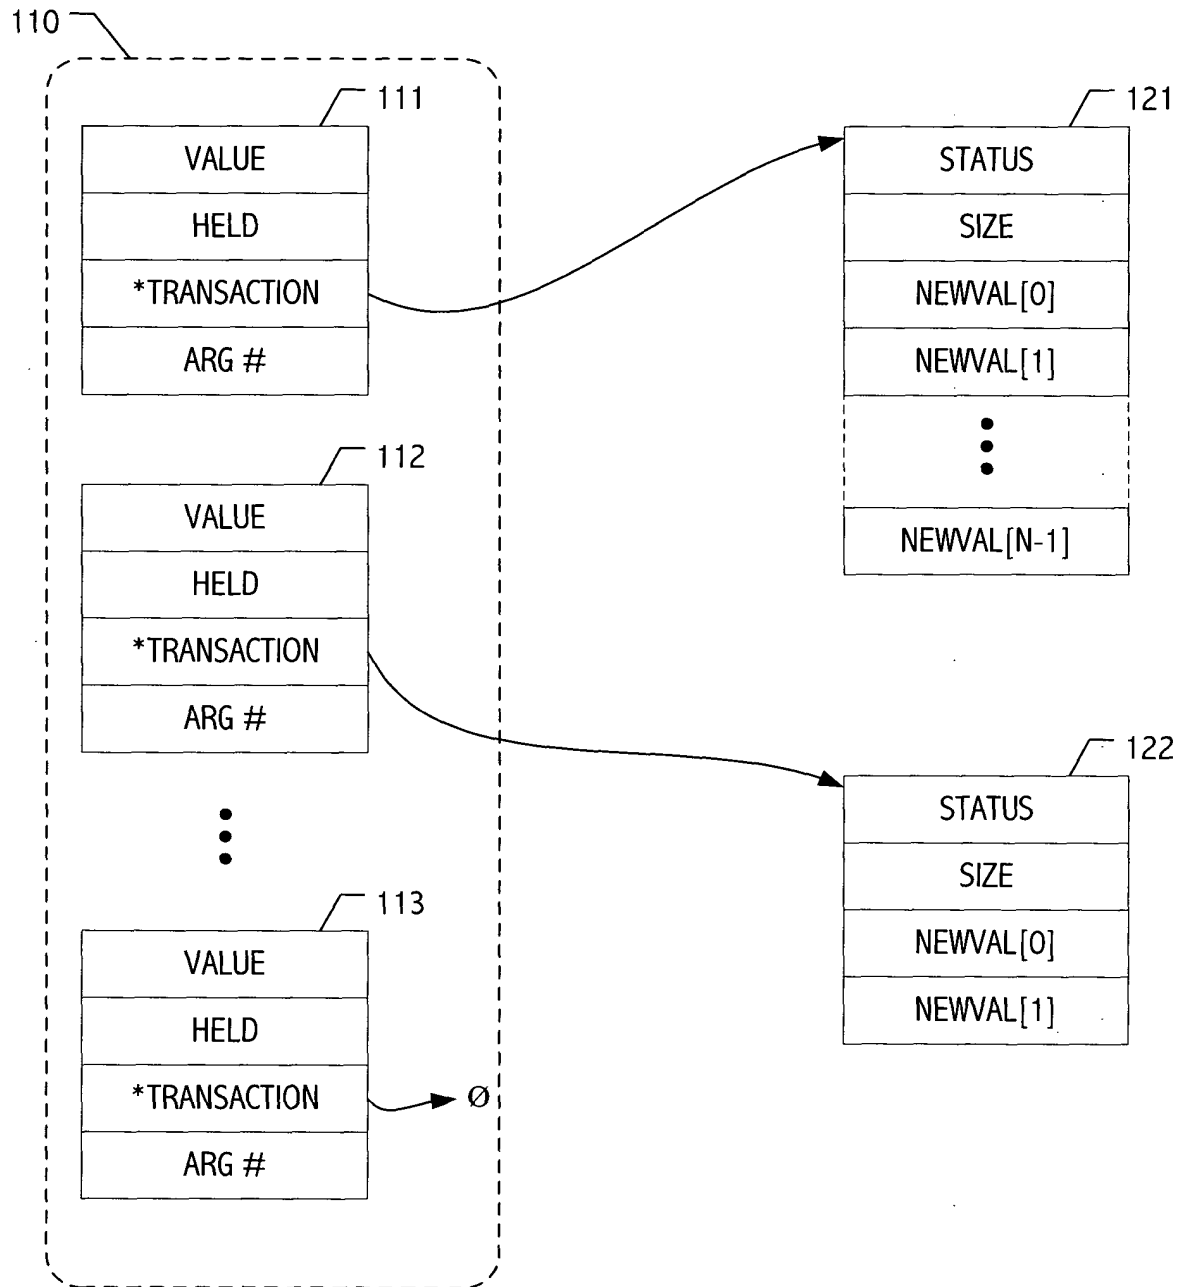 110
111
VALUE
HELD
*TRANSACTION
ARG #
112
VALUE
HELD
*TRANSACTION
ARG #
113
VALUE
HELD
*TRANSACTION
Ø
ARG #
121
STATUS
SIZE
NEWVAL[0]
NEWVAL[1]
NEWVAL[N-1]
122
STATUS
SIZE
NEWVAL[0]
NEWVAL[1]